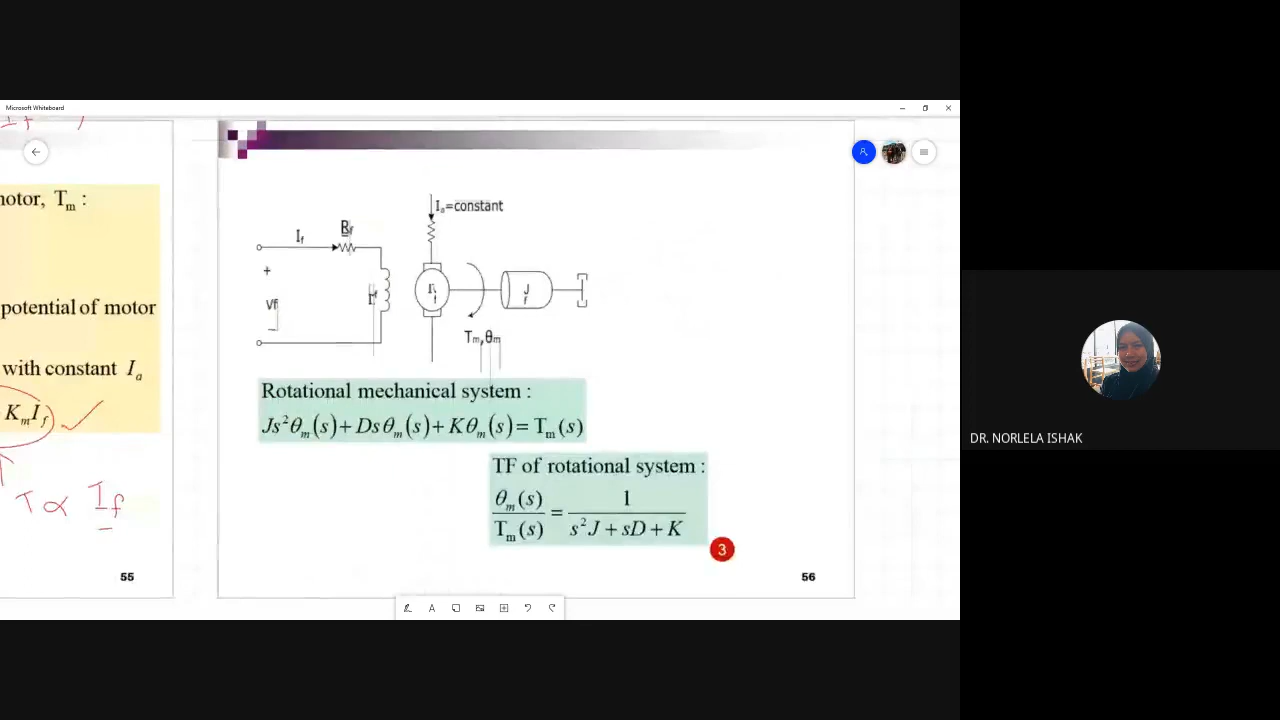 Microsoft Whiteboard
notor, Tm :
potential of motor
with constant Ia
KmIf
T ∝ If
55
Ia=constant
If
Rf
+
Vf
_
J
Tm,θm
Rotational mechanical system :
Js²θm(s)+Dsθm(s)+Kθm(s)=Tm(s)
TF of rotational system :
θm(s)/Tm(s) = 1/(s²J+sD+K)
3
56
A
DR. NORLELA ISHAK